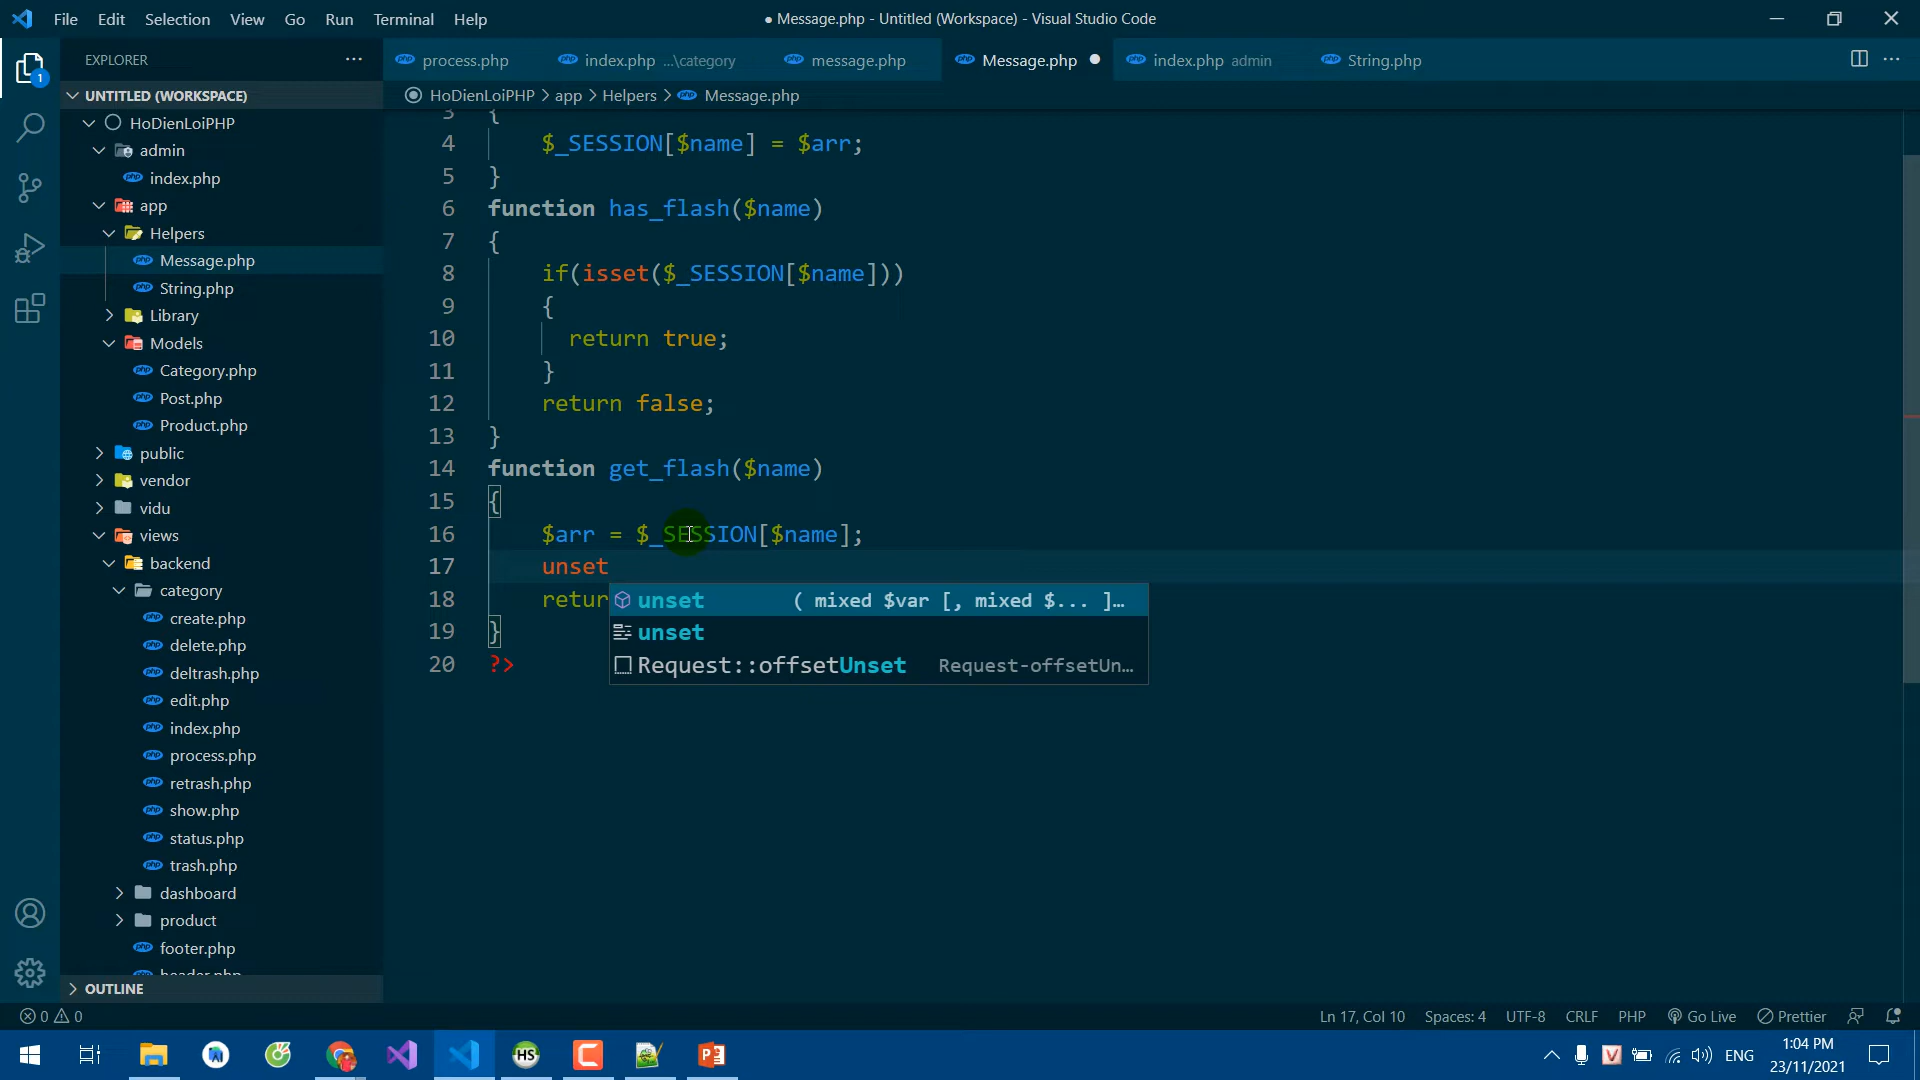 File Edit Selection View Go Run Terminal Help
● Message.php - Untitled (Workspace) - Visual Studio Code
EXPLORER
process.php
index.php ...\category
message.php
Message.php
index.php admin
String.php
UNTITLED (WORKSPACE)
HoDienLoiPHP > app > Helpers > Message.php
HoDienLoiPHP
admin
index.php
app
Helpers
Message.php
String.php
Library
Models
Category.php
Post.php
Product.php
public
vendor
vidu
views
backend
category
create.php
delete.php
deltrash.php
edit.php
index.php
process.php
retrash.php
show.php
status.php
trash.php
dashboard
product
footer.php
header.php
OUTLINE
1
3 {
4 $_SESSION[$name] = $arr;
5 }
6 function has_flash($name)
7 {
8 if(isset($_SESSION[$name]))
9 {
10 return true;
11 }
12 return false;
13 }
14 function get_flash($name)
15 {
16 $arr = $_SESSION[$name];
17 unset
18 retur
19 }
20 ?>
unset ( mixed $var [, mixed $... ]…
unset
Request::offsetUnset Request-offsetUn…
0 0
Ln 17, Col 10 Spaces: 4 UTF-8 CRLF PHP Go Live Prettier
HS
V ENG
1:04 PM
23/11/2021